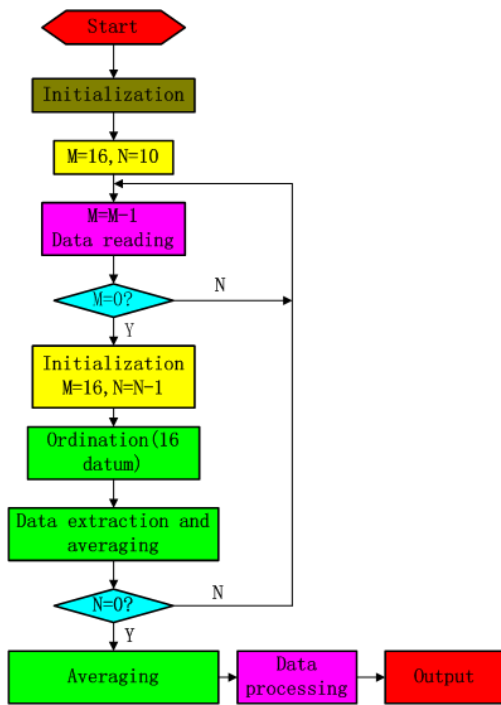 Start
Initialization
M=16,N=10
M=M-1
Data reading
M=0?
N
Y
Initialization
M=16,N=N-1
Ordination(16
datum)
Data extraction and
averaging
N=0?
N
Y
Averaging
Data
processing
Output